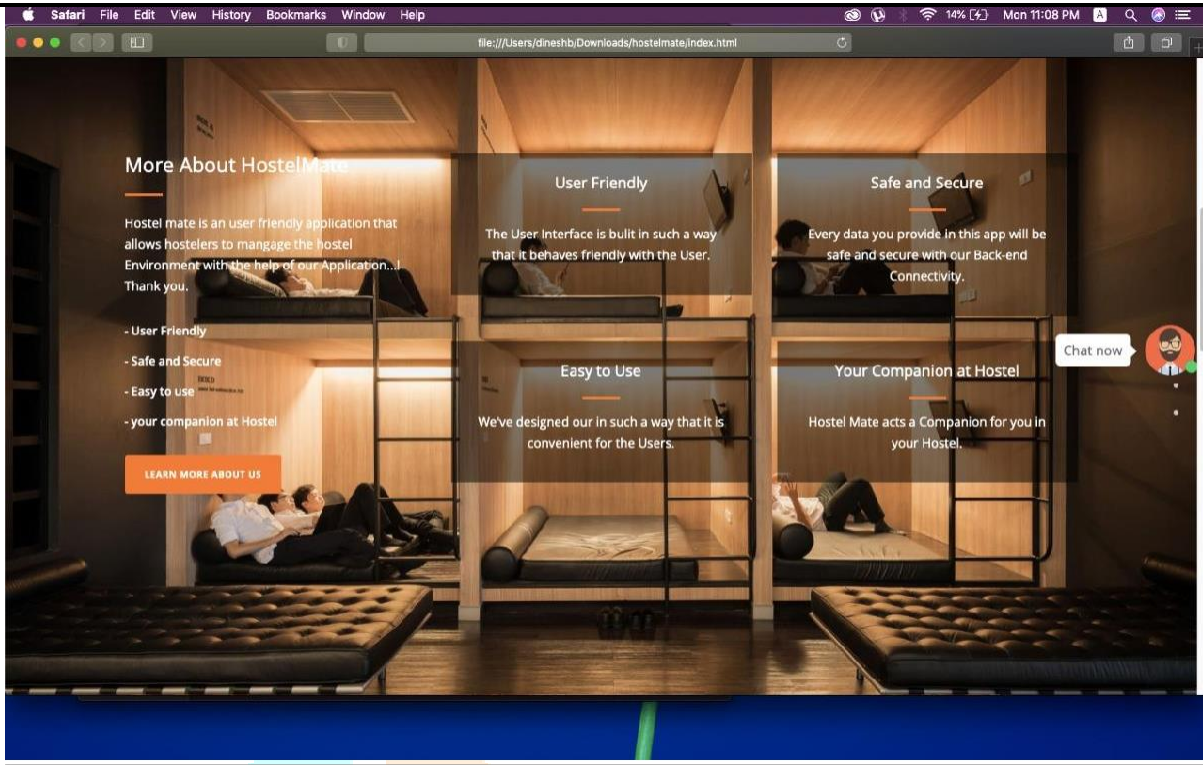 Safari File Edit View History Bookmarks Window Help 14% Mon 11:08 PM A
file:///Users/dineshb/Downloads/hostelmate/index.html
More About HostelMate
Hostel mate is an user friendly application that
allows hostelers to mangage the hostel
Environment with the help of our Application...!
Thank you.
- User Friendly
- Safe and Secure
- Easy to use
- your companion at Hostel
LEARN MORE ABOUT US
User Friendly
The User Interface is bulit in such a way
that it behaves friendly with the User.
Safe and Secure
Every data you provide in this app will be
safe and secure with our Back-end
Connectivity.
Easy to Use
We've designed our in such a way that it is
convenient for the Users.
Your Companion at Hostel
Hostel Mate acts a Companion for you in
your Hostel.
Chat now